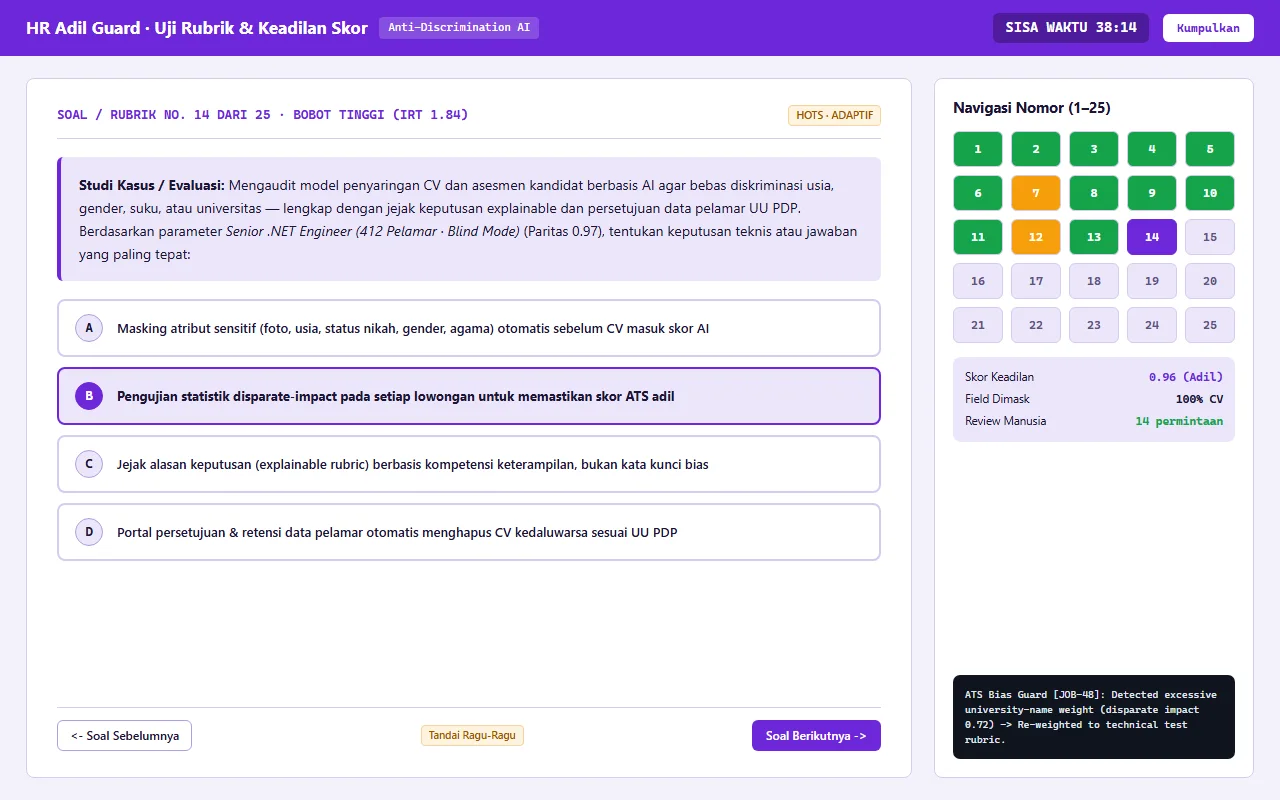 HR Adil Guard · Uji Rubrik & Keadilan Skor
Anti-Discrimination AI
SISA WAKTU 38:14
Kumpulkan
SOAL / RUBRIK NO. 14 DARI 25 · BOBOT TINGGI (IRT 1.84)
HOTS · ADAPTIF
Studi Kasus / Evaluasi: Mengaudit model penyaringan CV dan asesmen kandidat berbasis AI agar bebas diskriminasi usia,
gender, suku, atau universitas — lengkap dengan jejak keputusan explainable dan persetujuan data pelamar UU PDP.
Berdasarkan parameter Senior .NET Engineer (412 Pelamar · Blind Mode) (Paritas 0.97), tentukan keputusan teknis atau jawaban
yang paling tepat:
A Masking atribut sensitif (foto, usia, status nikah, gender, agama) otomatis sebelum CV masuk skor AI
B Pengujian statistik disparate-impact pada setiap lowongan untuk memastikan skor ATS adil
C Jejak alasan keputusan (explainable rubric) berbasis kompetensi keterampilan, bukan kata kunci bias
D Portal persetujuan & retensi data pelamar otomatis menghapus CV kedaluwarsa sesuai UU PDP
<- Soal Sebelumnya
Tandai Ragu-Ragu
Soal Berikutnya ->
Navigasi Nomor (1–25)
1 2 3 4 5
6 7 8 9 10
11 12 13 14 15
16 17 18 19 20
21 22 23 24 25
Skor Keadilan 0.96 (Adil)
Field Dimask 100% CV
Review Manusia 14 permintaan
ATS Bias Guard [JOB-48]: Detected excessive
university-name weight (disparate impact
0.72) -> Re-weighted to technical test
rubric.